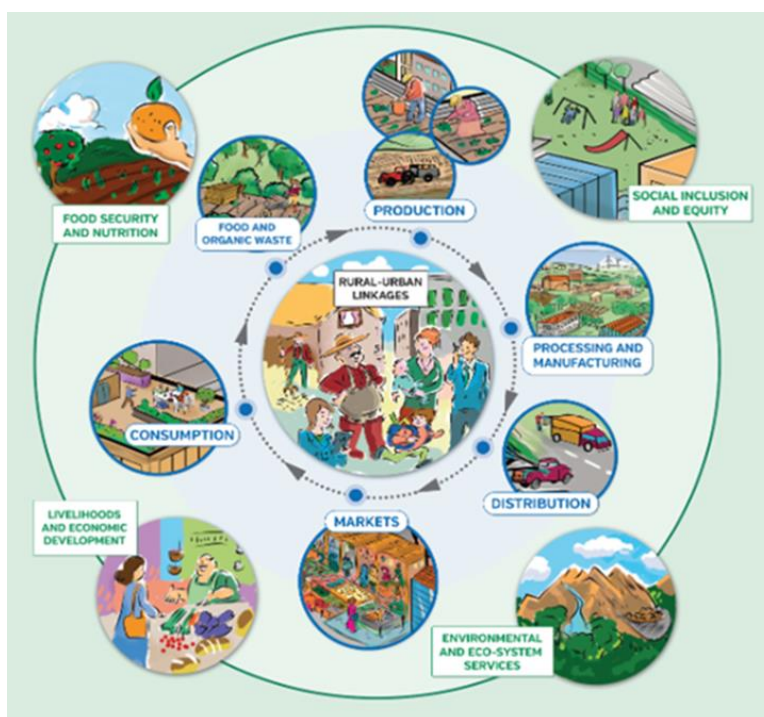 FOOD SECURITY
AND NUTRITION
FOOD AND
ORGANIC WASTE
PRODUCTION
SOCIAL INCLUSION
AND EQUITY
RURAL-URBAN
LINKAGES
PROCESSING AND
MANUFACTURING
CONSUMPTION
DISTRIBUTION
LIVELIHOODS
AND ECONOMIC
DEVELOPMENT
MARKETS
ENVIRONMENTAL
AND ECO-SYSTEM
SERVICES